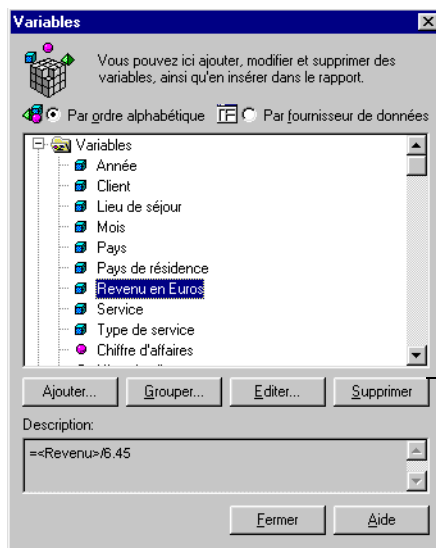 Variables
Vous pouvez ici ajouter, modifier et supprimer des
variables, ainsi qu'en insérer dans le rapport.
Par ordre alphabétique Par fournisseur de données
Variables
Année
Client
Lieu de séjour
Mois
Pays
Pays de résidence
Revenu en Euros
Service
Type de service
Chiffre d'affaires
Ajouter... Grouper... Editer... Supprimer
Description:
=<Revenu>/6.45
Fermer Aide